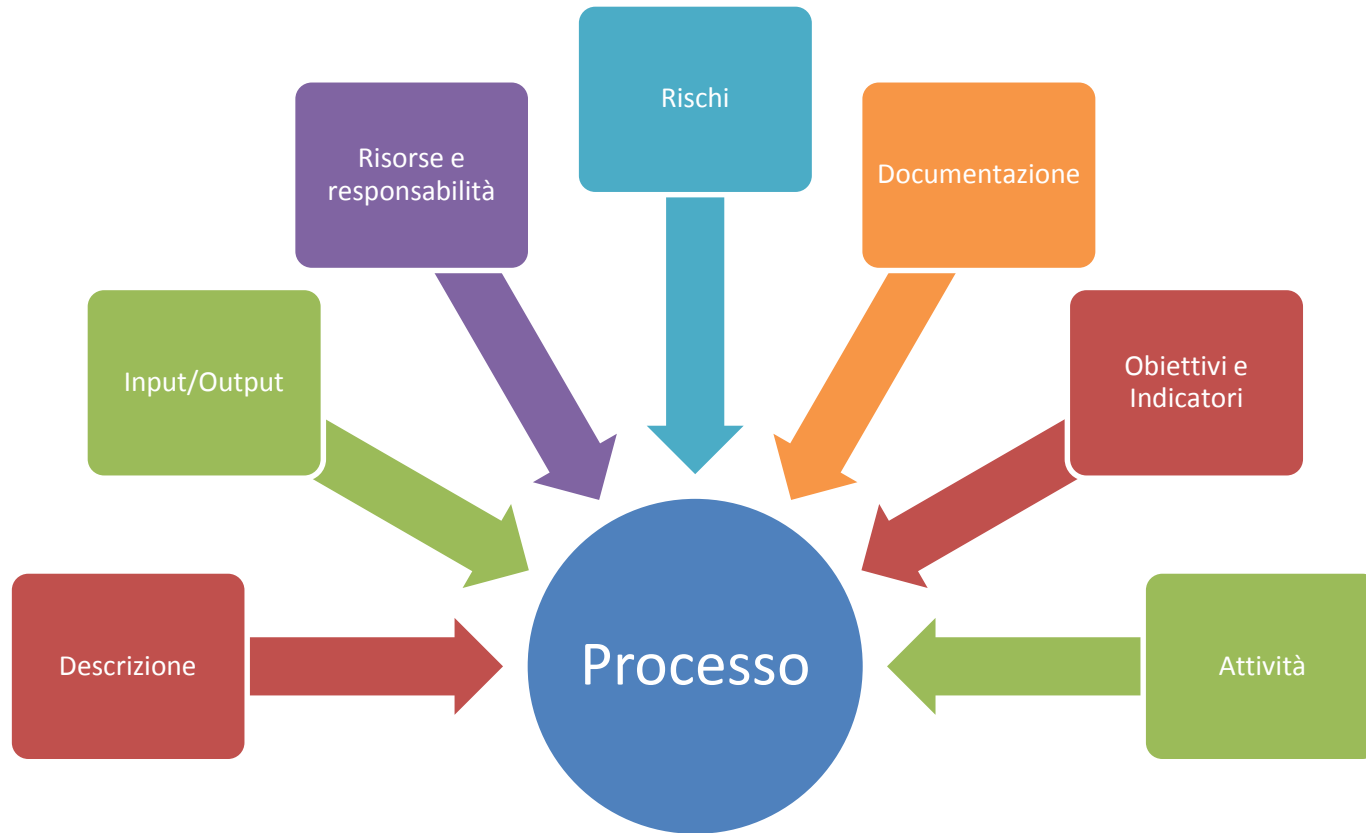 Rischi
Risorse e
responsabilità
Documentazione
Input/Output
Obiettivi e
Indicatori
Descrizione
Processo
Attività